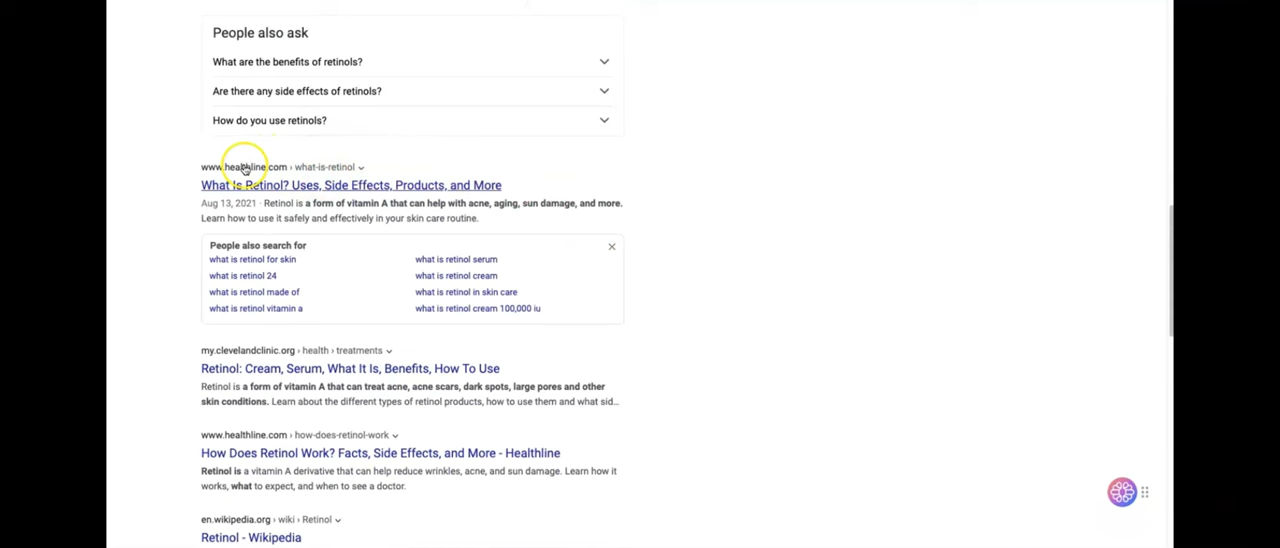 People also ask
What are the benefits of retinols?
Are there any side effects of retinols?
How do you use retinols?
www.healthline.com › what-is-retinol
What Is Retinol? Uses, Side Effects, Products, and More
Aug 13, 2021 · Retinol is a form of vitamin A that can help with acne, aging, sun damage, and more.
Learn how to use it safely and effectively in your skin care routine.
People also search for
what is retinol for skin
what is retinol serum
what is retinol 24
what is retinol cream
what is retinol made of
what is retinol in skin care
what is retinol vitamin a
what is retinol cream 100,000 iu
my.clevelandclinic.org › health › treatments
Retinol: Cream, Serum, What It Is, Benefits, How To Use
Retinol is a form of vitamin A that can treat acne, acne scars, dark spots, large pores and other
skin conditions. Learn about the different types of retinol products, how to use them and what sid…
www.healthline.com › how-does-retinol-work
How Does Retinol Work? Facts, Side Effects, and More - Healthline
Retinol is a vitamin A derivative that can help reduce wrinkles, acne, and sun damage. Learn how it
works, what to expect, and when to see a doctor.
en.wikipedia.org › wiki › Retinol
Retinol - Wikipedia